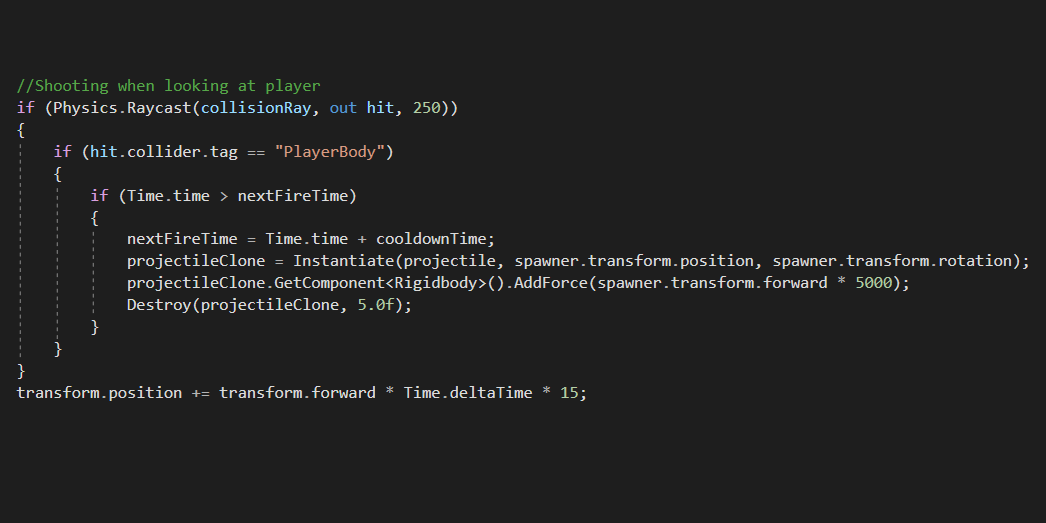 //Shooting when looking at player
if (Physics.Raycast(collisionRay, out hit, 250))
{
if (hit.collider.tag == "PlayerBody")
{
if (Time.time > nextFireTime)
{
nextFireTime = Time.time + cooldownTime;
projectileClone = Instantiate(projectile, spawner.transform.position, spawner.transform.rotation);
projectileClone.GetComponent<Rigidbody>().AddForce(spawner.transform.forward * 5000);
Destroy(projectileClone, 5.0f);
}
}
}
transform.position += transform.forward * Time.deltaTime * 15;